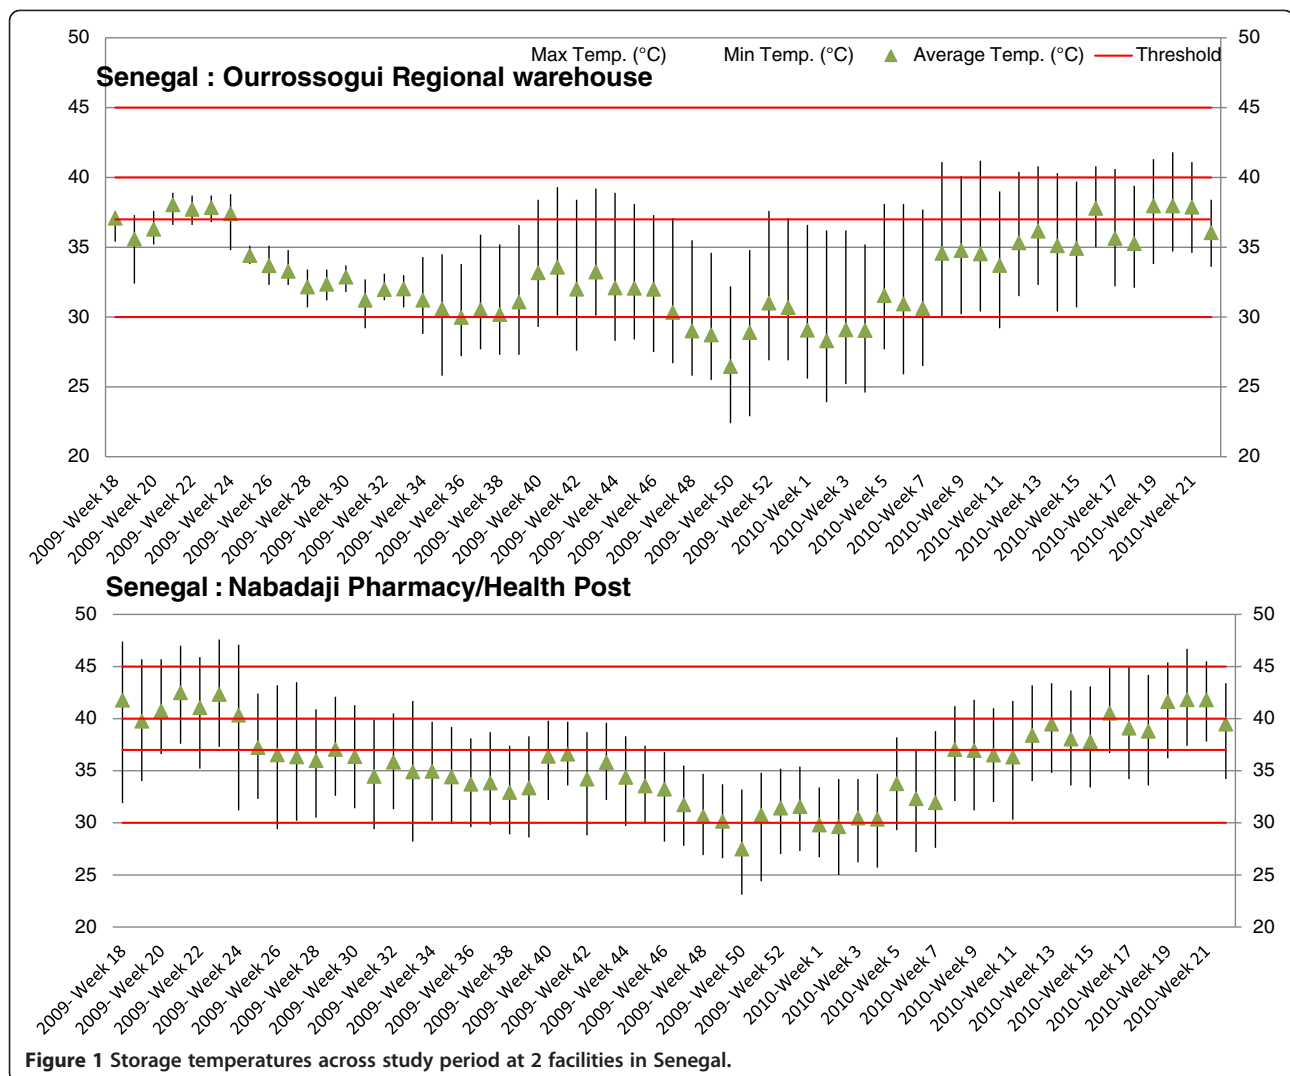 50 50
Max Temp. (°C) Min Temp. (°C) Average Temp. (°C) Threshold
Senegal : Ourrossogui Regional warehouse
45 45
40 40
35 35
30 30
25 25
20 20
2009- Week 18
2009- Week 20
2009- Week 22
2009- Week 24
2009- Week 26
2009- Week 28
2009- Week 30
2009- Week 32
2009- Week 34
2009- Week 36
2009- Week 38
2009- Week 40
2009- Week 42
2009- Week 44
2009- Week 46
2009- Week 48
2009- Week 50
2009- Week 52
2010-Week 1
2010-Week 3
2010-Week 5
2010-Week 7
2010-Week 9
2010-Week 11
2010-Week 13
2010-Week 15
2010-Week 17
2010-Week 19
2010-Week 21
Senegal : Nabadaji Pharmacy/Health Post
50 50
45 45
40 40
35 35
30 30
25 25
20 20
2009- Week 18
2009- Week 20
2009- Week 22
2009- Week 24
2009- Week 26
2009- Week 28
2009- Week 30
2009- Week 32
2009- Week 34
2009- Week 36
2009- Week 38
2009- Week 40
2009- Week 42
2009- Week 44
2009- Week 46
2009- Week 48
2009- Week 50
2009- Week 52
2010-Week 1
2010-Week 3
2010-Week 5
2010-Week 7
2010-Week 9
2010-Week 11
2010-Week 13
2010-Week 15
2010-Week 17
2010-Week 19
2010-Week 21
Figure 1 Storage temperatures across study period at 2 facilities in Senegal.